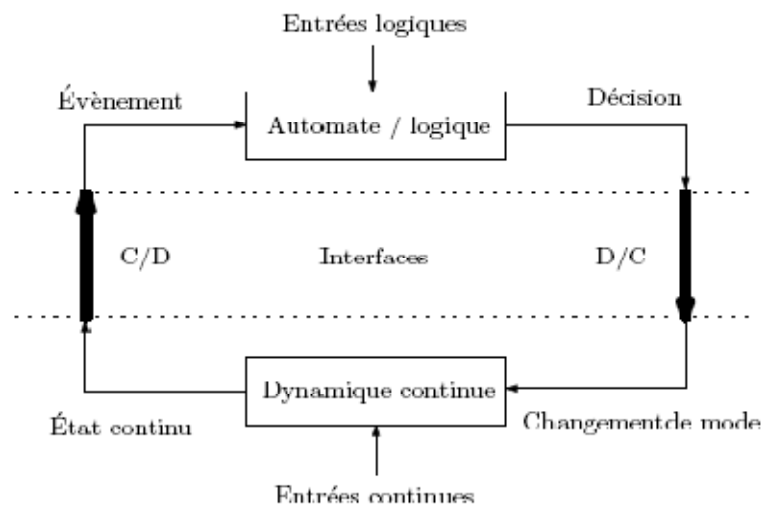 Entrées logiques
Évènement
Décision
Automate / logique
C/D
Interfaces
D/C
Dynamique continue
État continu
Changementde mode
Entrées continues